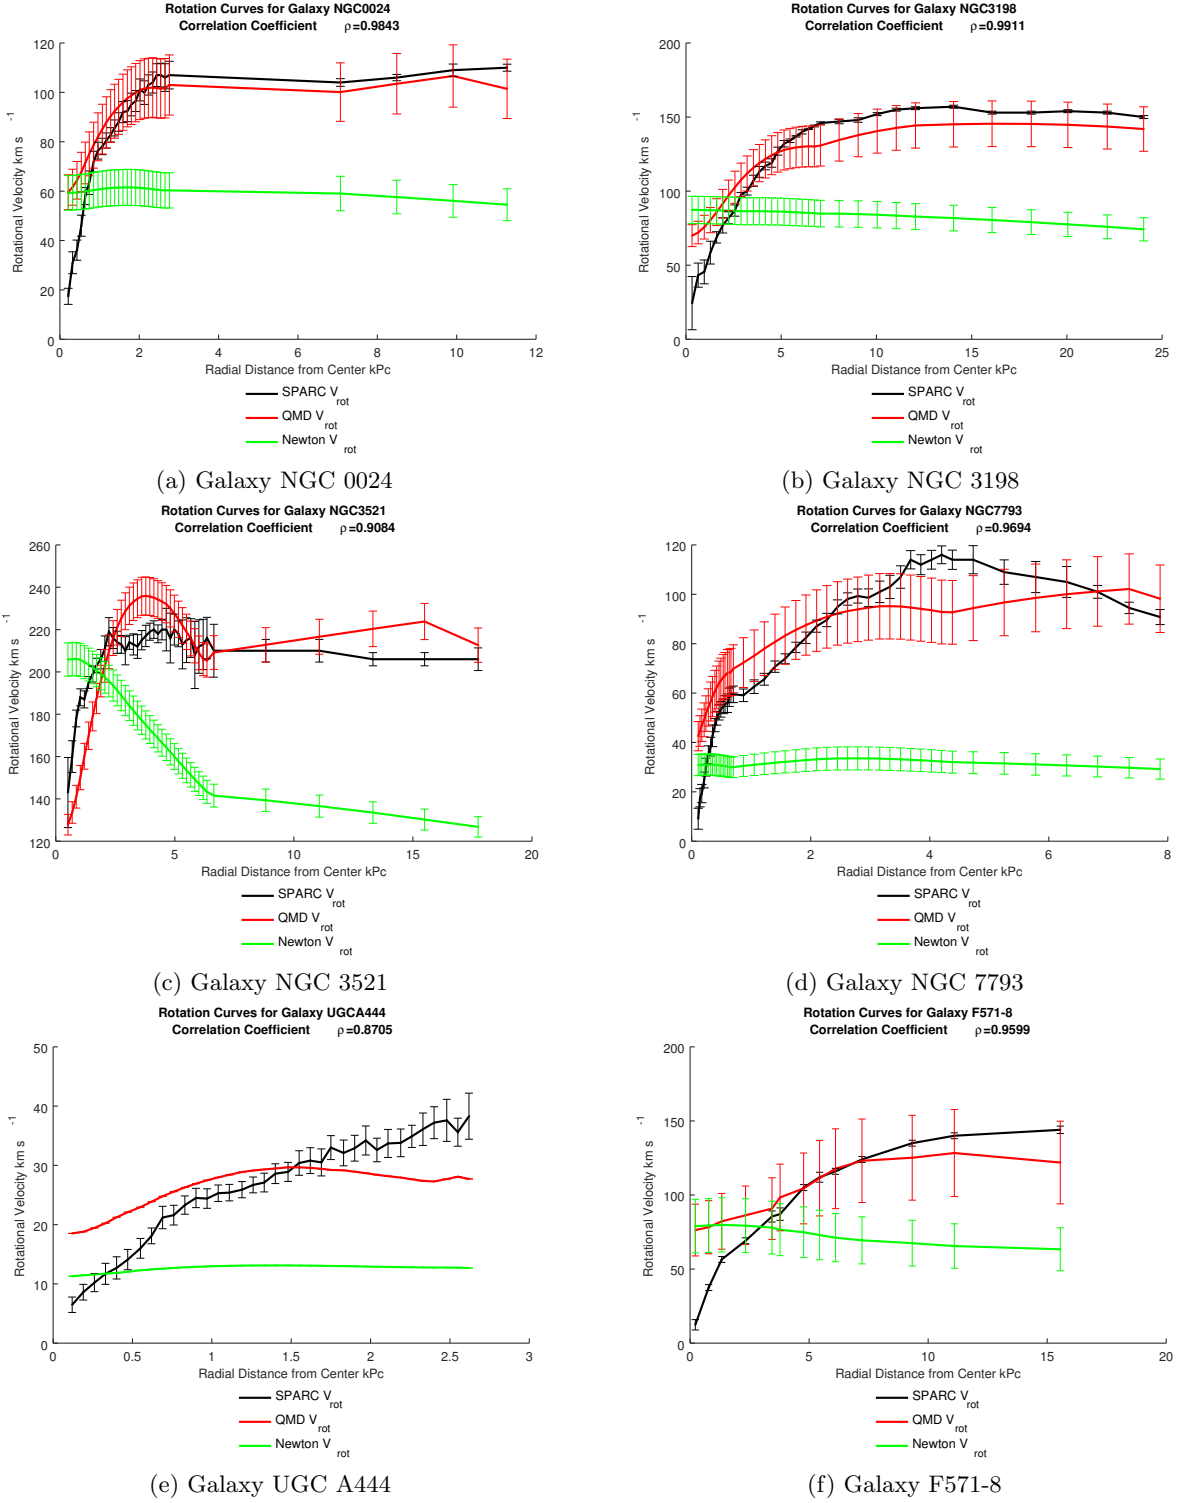 Rotation Curves for Galaxy NGC0024
Correlation Coefficient ρ=0.9843
120
100
80
60
40
20
0
0 2 4 6 8 10 12
Rotational Velocity km s -1
Radial Distance from Center kPc
SPARC V rot
QMD V rot
Newton V rot
(a) Galaxy NGC 0024
Rotation Curves for Galaxy NGC3198
Correlation Coefficient ρ=0.9911
200
150
100
50
0
0 5 10 15 20 25
Rotational Velocity km s -1
Radial Distance from Center kPc
SPARC V rot
QMD V rot
Newton V rot
(b) Galaxy NGC 3198
Rotation Curves for Galaxy NGC3521
Correlation Coefficient ρ=0.9084
260
240
220
200
180
160
140
120
0 5 10 15 20
Rotational Velocity km s -1
Radial Distance from Center kPc
SPARC V rot
QMD V rot
Newton V rot
(c) Galaxy NGC 3521
Rotation Curves for Galaxy NGC7793
Correlation Coefficient ρ=0.9694
120
100
80
60
40
20
0
0 2 4 6 8
Rotational Velocity km s -1
Radial Distance from Center kPc
SPARC V rot
QMD V rot
Newton V rot
(d) Galaxy NGC 7793
Rotation Curves for Galaxy UGCA444
Correlation Coefficient ρ=0.8705
50
40
30
20
10
0
0 0.5 1 1.5 2 2.5 3
Rotational Velocity km s -1
Radial Distance from Center kPc
SPARC V rot
QMD V rot
Newton V rot
(e) Galaxy UGC A444
Rotation Curves for Galaxy F571-8
Correlation Coefficient ρ=0.9599
200
150
100
50
0
0 5 10 15 20
Rotational Velocity km s -1
Radial Distance from Center kPc
SPARC V rot
QMD V rot
Newton V rot
(f) Galaxy F571-8